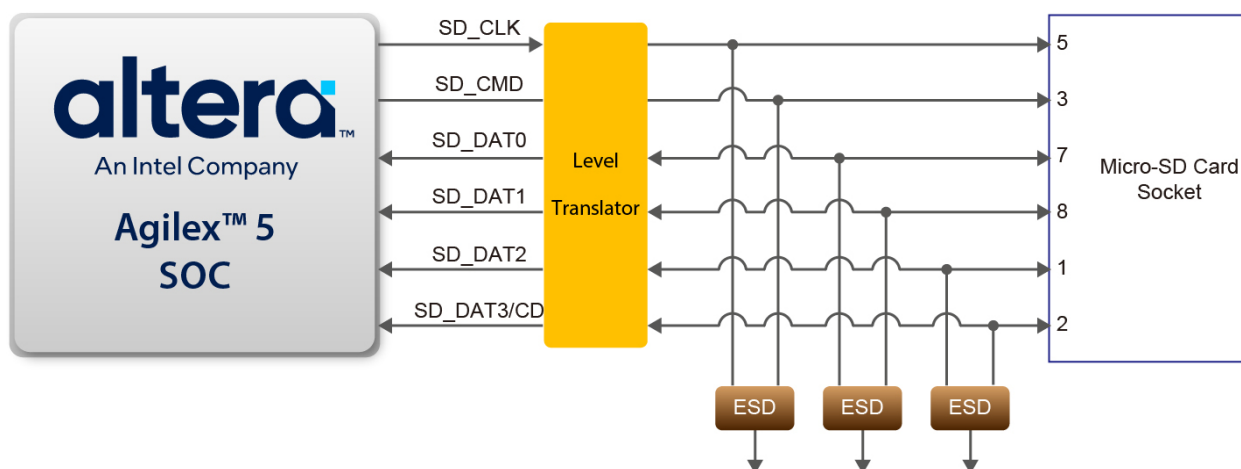 altera™
An Intel Company
Agilex™ 5
SOC
SD_CLK
SD_CMD
SD_DAT0
SD_DAT1
SD_DAT2
SD_DAT3/CD
Level
Translator
5
3
7
8
1
2
Micro-SD Card
Socket
ESD
ESD
ESD